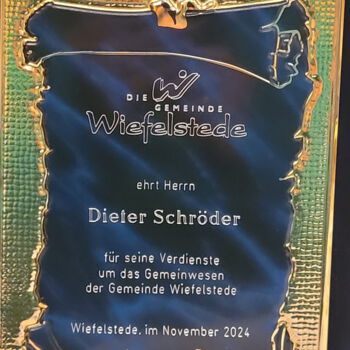 DIE
GEMEINDE
Wiefelstede
ehrt Herrn
Dieter Schröder
für seine Verdienste
um das Gemeinwesen
der Gemeinde Wiefelstede
Wiefelstede, im November 2024